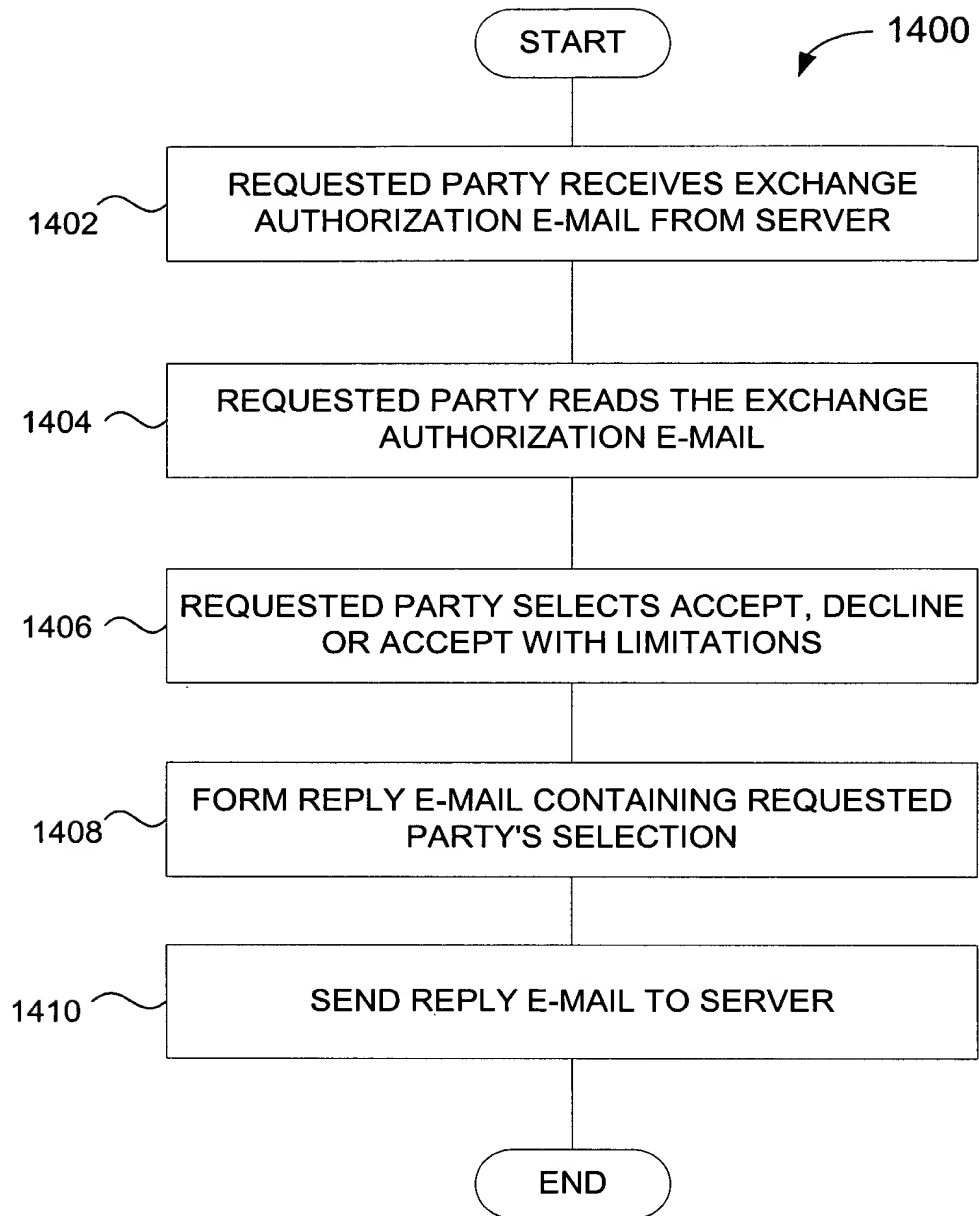 START
1400
REQUESTED PARTY RECEIVES EXCHANGE
AUTHORIZATION E-MAIL FROM SERVER
1402
REQUESTED PARTY READS THE EXCHANGE
AUTHORIZATION E-MAIL
1404
REQUESTED PARTY SELECTS ACCEPT, DECLINE
OR ACCEPT WITH LIMITATIONS
1406
FORM REPLY E-MAIL CONTAINING REQUESTED
PARTY'S SELECTION
1408
SEND REPLY E-MAIL TO SERVER
1410
END